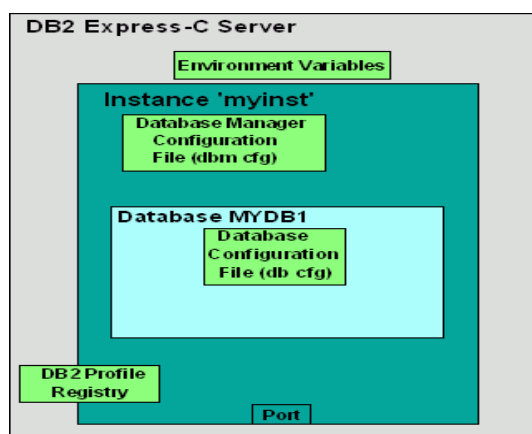 DB2 Express-C Server
Environment Variables
Instance 'myinst'
Database Manager
Configuration
File (dbm cfg)
Database MYDB1
Database
Configuration
File (db cfg)
DB2 Profile
Registry
Port